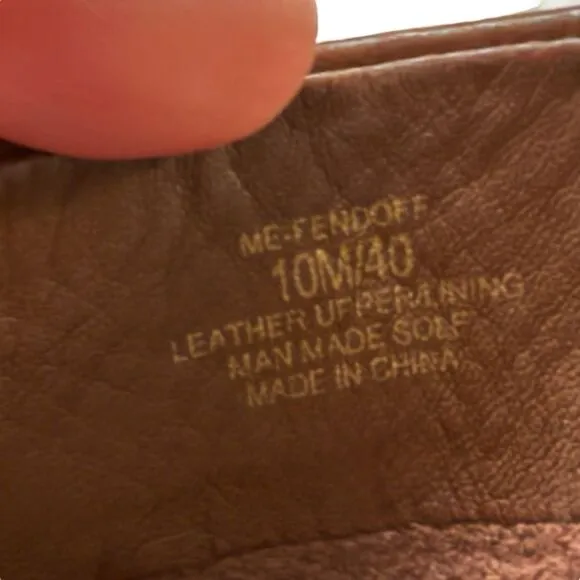 ME-FENDOFF
10M/40
LEATHER UPPER/LINING
MAN MADE SOLE
MADE IN CHINA